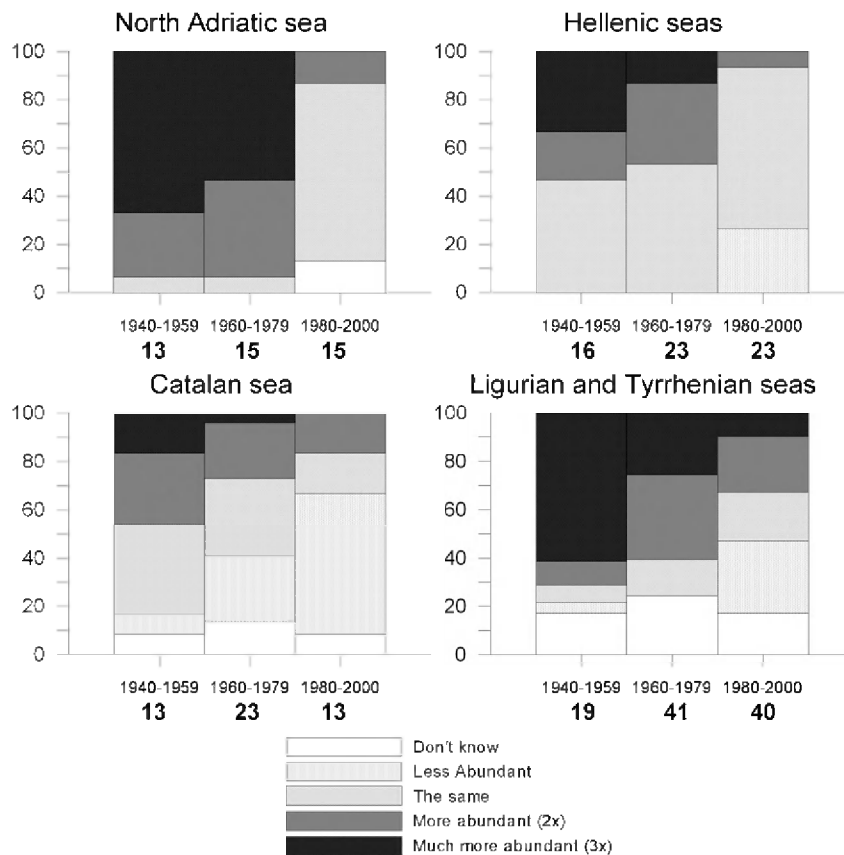 North Adriatic sea
Hellenic seas
100
80
60
40
20
0
1940-1959 1960-1979 1980-2000
13 15 15
100
80
60
40
20
0
1940-1959 1960-1979 1980-2000
16 23 23
Catalan sea
Ligurian and Tyrrhenian seas
100
80
60
40
20
0
1940-1959 1960-1979 1980-2000
13 23 13
100
80
60
40
20
0
1940-1959 1960-1979 1980-2000
19 41 40
Don't know
Less Abundant
The same
More abundant (2x)
Much more abundant (3x)